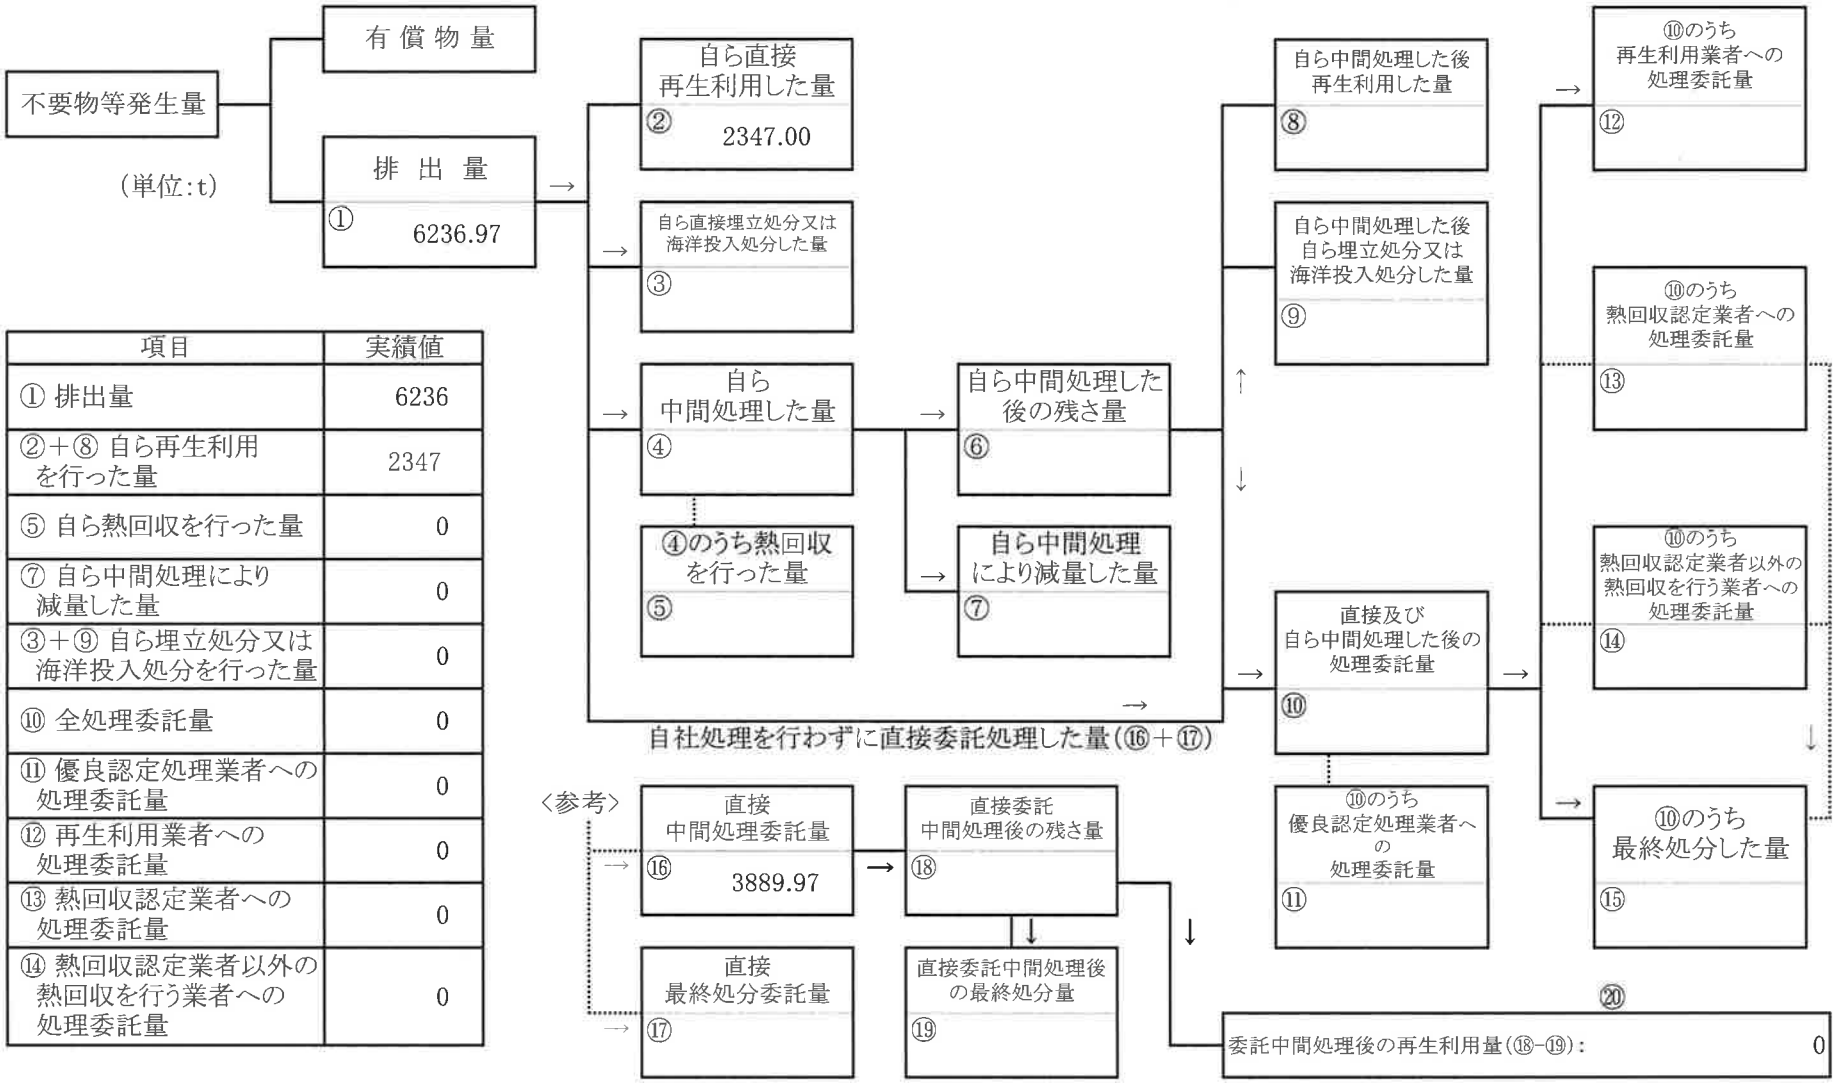 有償物量
不要物等発生量
(単位:t)
排出量
①
6236.97
→
自ら直接
再生利用した量
②
2347.00
→
自ら直接埋立処分又は
海洋投入処分した量
③
→
自ら
中間処理した量
④
④のうち熱回収
を行った量
⑤
→
自ら中間処理した
後の残さ量
⑥
→
自ら中間処理
により減量した量
⑦
→
自社処理を行わずに直接委託処理した量(⑯+⑰)
自ら中間処理した後
再生利用した量
⑧
自ら中間処理した後
自ら埋立処分又は
海洋投入処分した量
⑨
↑
↓
→
直接及び
自ら中間処理した後の
処理委託量
⑩
→
⑩のうち
優良認定処理業者へ
の
処理委託量
⑪
→
⑩のうち
再生利用業者への
処理委託量
⑫
⑩のうち
熱回収認定業者への
処理委託量
⑬
⑩のうち
熱回収認定業者以外の
熱回収を行う業者への
処理委託量
⑭
↓
→
⑩のうち
最終処分した量
⑮
<参考>
→
直接
中間処理委託量
⑯
3889.97
→
直接委託
中間処理後の残さ量
⑱
↓
↓
→
直接
最終処分委託量
⑰
直接委託中間処理後
の最終処分量
⑲
⑳
委託中間処理後の再生利用量(⑱-⑲): 0
項目 実績値
① 排出量 6236
②+⑧ 自ら再生利用
を行った量 2347
⑤ 自ら熱回収を行った量 0
⑦ 自ら中間処理により
減量した量 0
③+⑨ 自ら埋立処分又は
海洋投入処分を行った量 0
⑩ 全処理委託量 0
⑪ 優良認定処理業者への
処理委託量 0
⑫ 再生利用業者への
処理委託量 0
⑬ 熱回収認定業者への
処理委託量 0
⑭ 熱回収認定業者以外の
熱回収を行う業者への
処理委託量 0